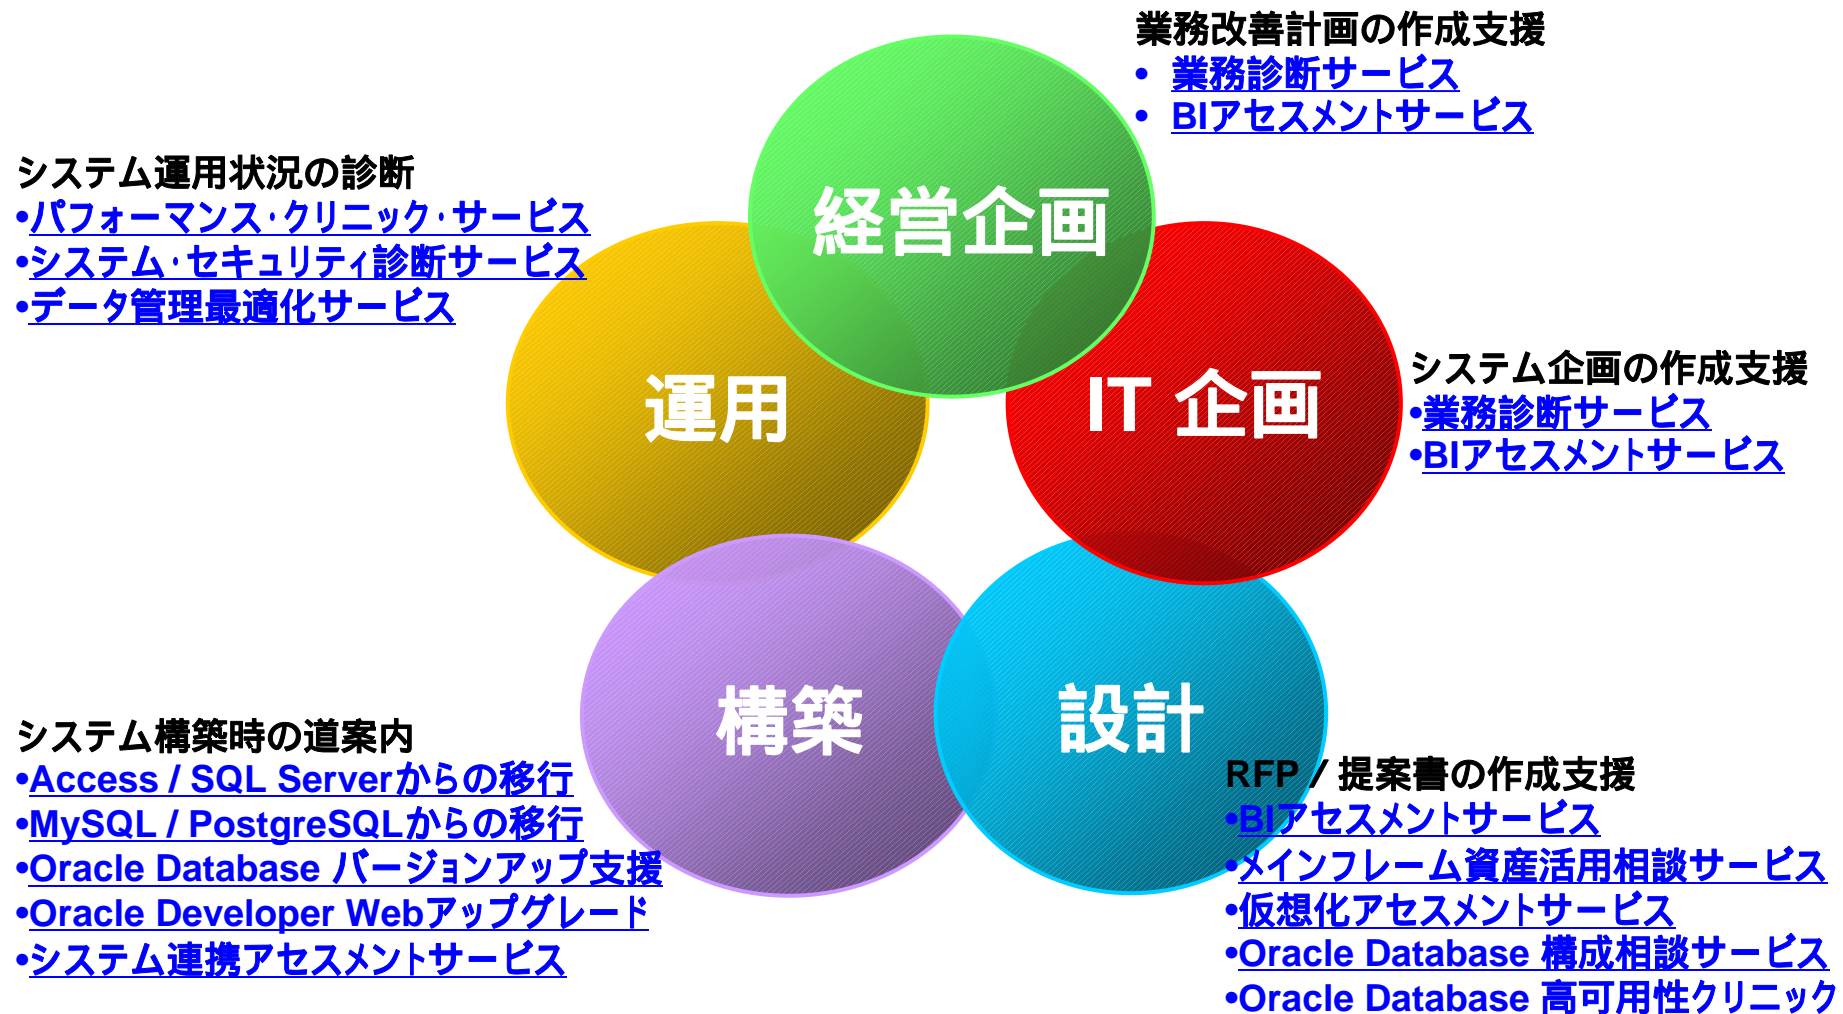 業務改善計画の作成支援
• 業務診断サービス
• BIアセスメントサービス
システム運用状況の診断
•パフォーマンス・クリニック・サービス
•システム・セキュリティ診断サービス
•データ管理最適化サービス
経営企画
運用
IT 企画
システム企画の作成支援
•業務診断サービス
•BIアセスメントサービス
構築
設計
システム構築時の道案内
•Access / SQL Serverからの移行
•MySQL / PostgreSQLからの移行
•Oracle Database バージョンアップ支援
•Oracle Developer Webアップグレード
•システム連携アセスメントサービス
RFP / 提案書の作成支援
•BIアセスメントサービス
•メインフレーム資産活用相談サービス
•仮想化アセスメントサービス
•Oracle Database 構成相談サービス
•Oracle Database 高可用性クリニック